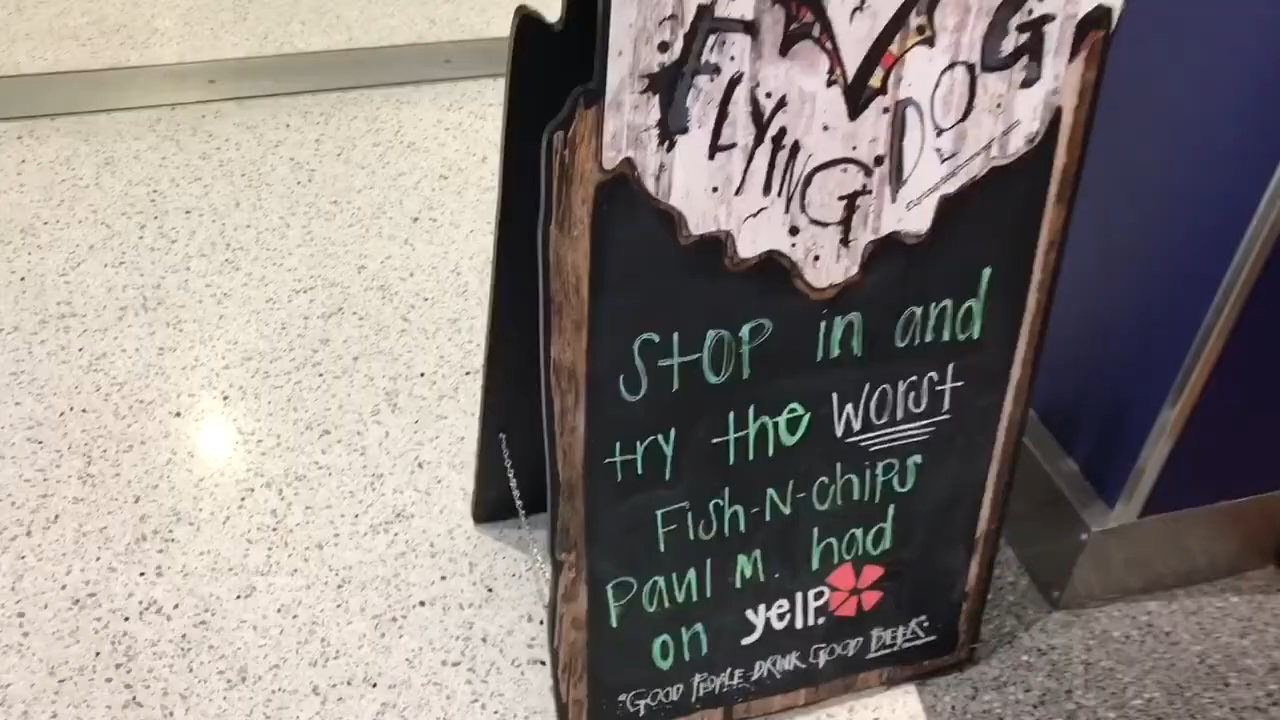 FLYING DOG
STOP in and
try the worst
Fish-N-chips
Paul M. had
on yelp.
"GOOD PEOPLE DRINK GOOD BEER"